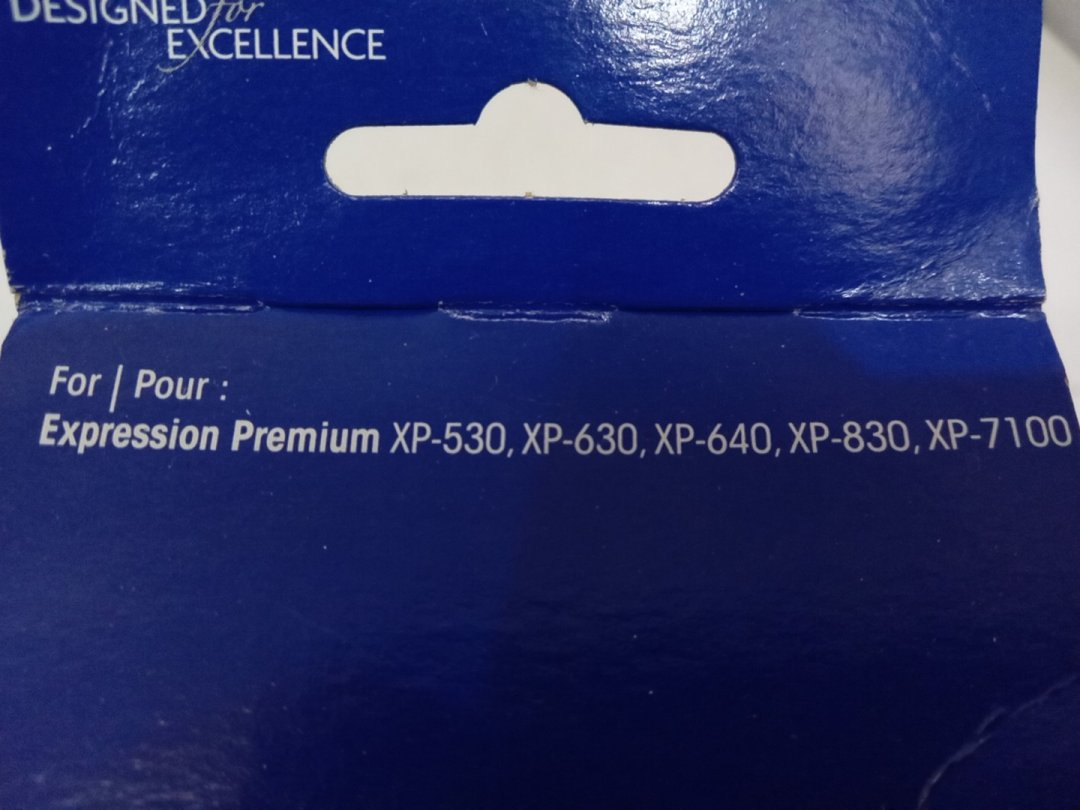 DESIGNED for
EXCELLENCE
For | Pour :
Expression Premium XP-530, XP-630, XP-640, XP-830, XP-7100